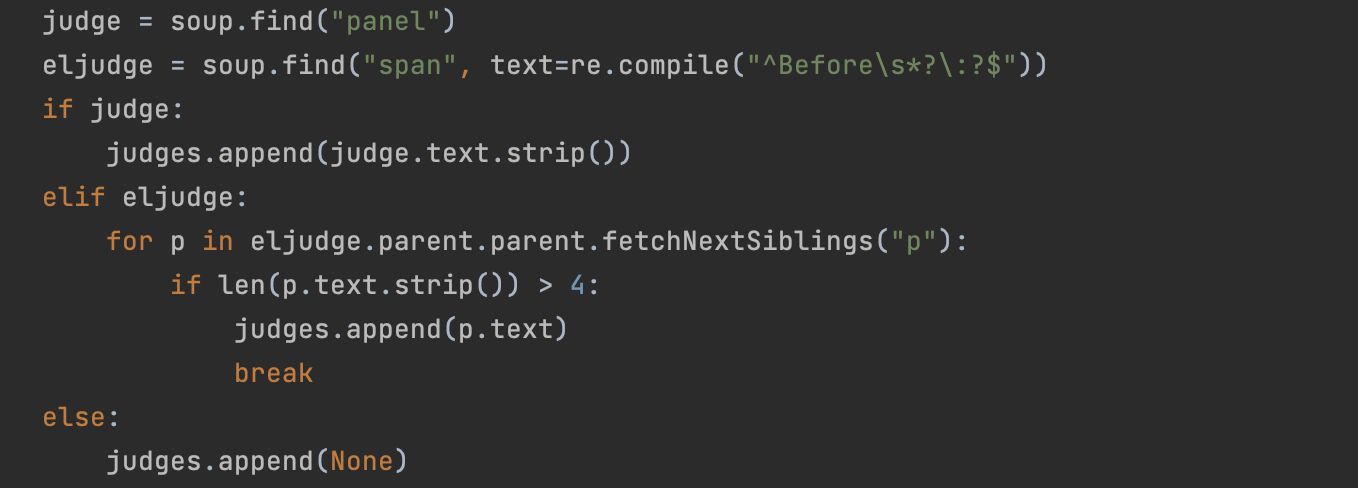 judge = soup.find("panel")
eljudge = soup.find("span", text=re.compile("^Before\s*?\:?$"))
if judge:
    judges.append(judge.text.strip())
elif eljudge:
    for p in eljudge.parent.parent.fetchNextSiblings("p"):
        if len(p.text.strip()) > 4:
            judges.append(p.text)
            break
else:
    judges.append(None)